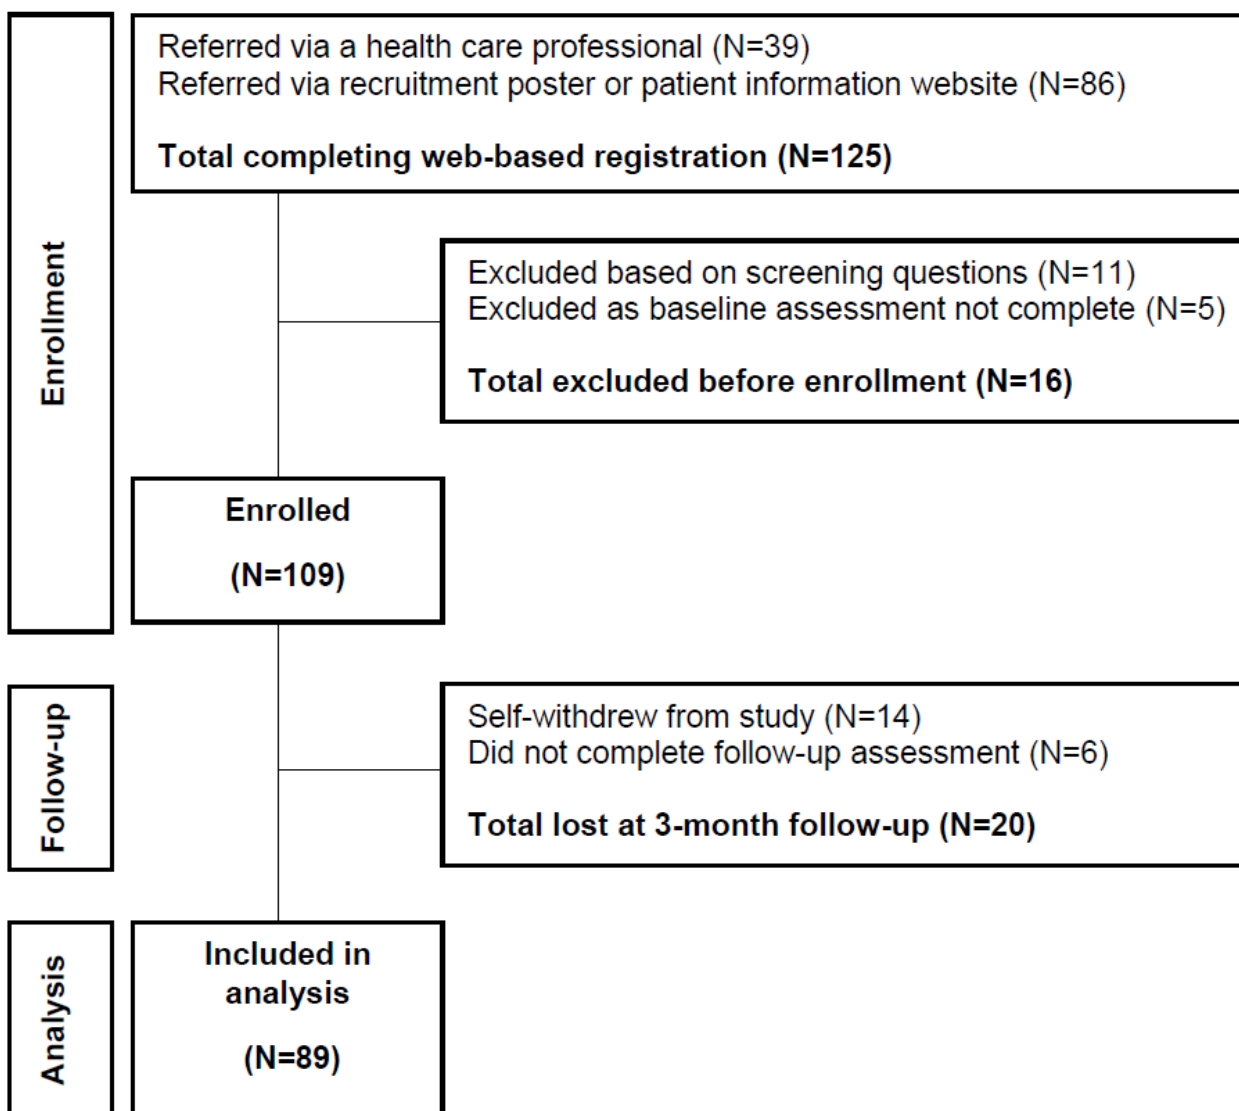 Enrollment
Referred via a health care professional (N=39)
Referred via recruitment poster or patient information website (N=86)
Total completing web-based registration (N=125)
Excluded based on screening questions (N=11)
Excluded as baseline assessment not complete (N=5)
Total excluded before enrollment (N=16)
Enrolled
(N=109)
Follow-up
Self-withdrew from study (N=14)
Did not complete follow-up assessment (N=6)
Total lost at 3-month follow-up (N=20)
Analysis
Included in
analysis
(N=89)